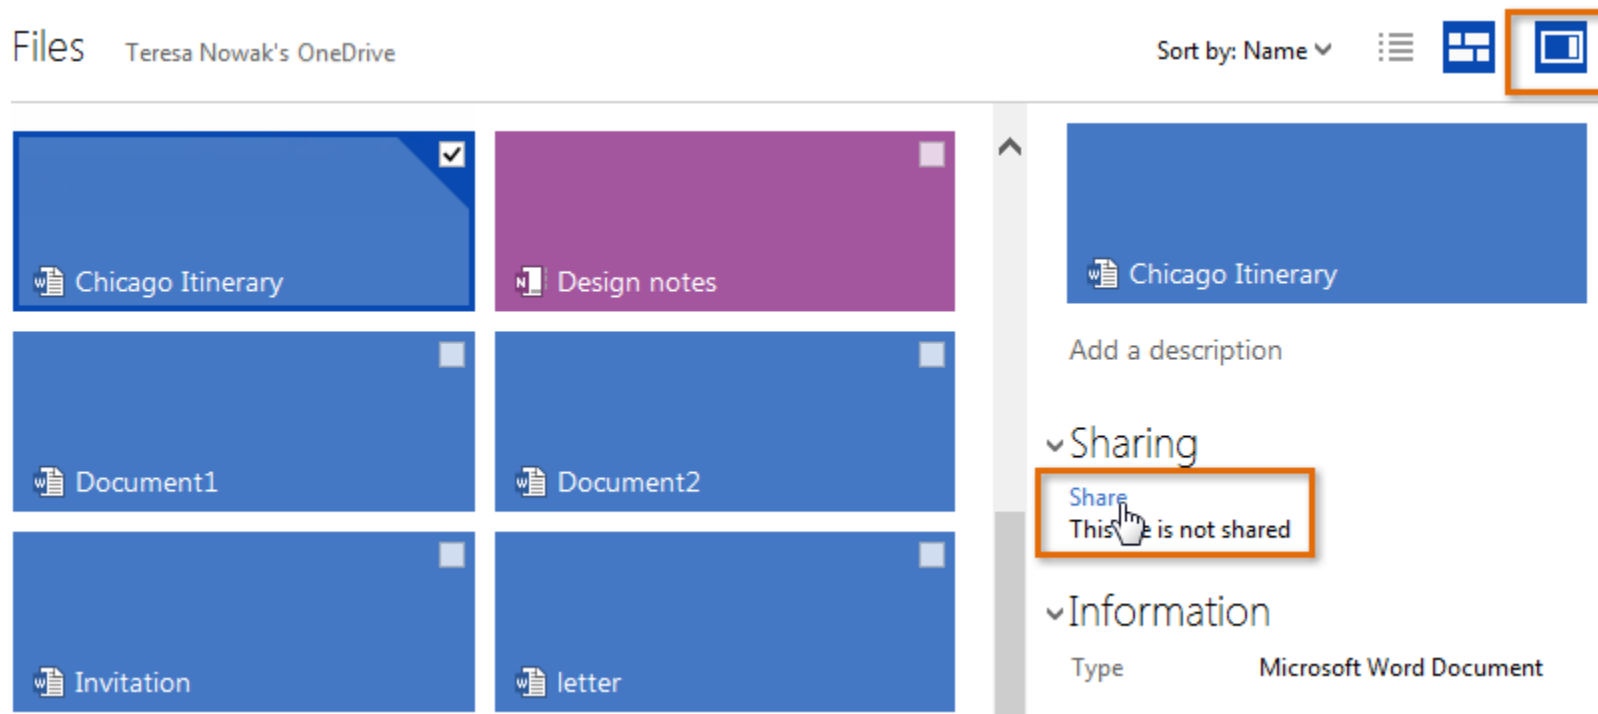 Files Teresa Nowak's OneDrive
Sort by: Name
Chicago Itinerary
Design notes
Document1
Document2
Invitation
letter
Chicago Itinerary
Add a description
Sharing
Share
This is not shared
Information
Type Microsoft Word Document